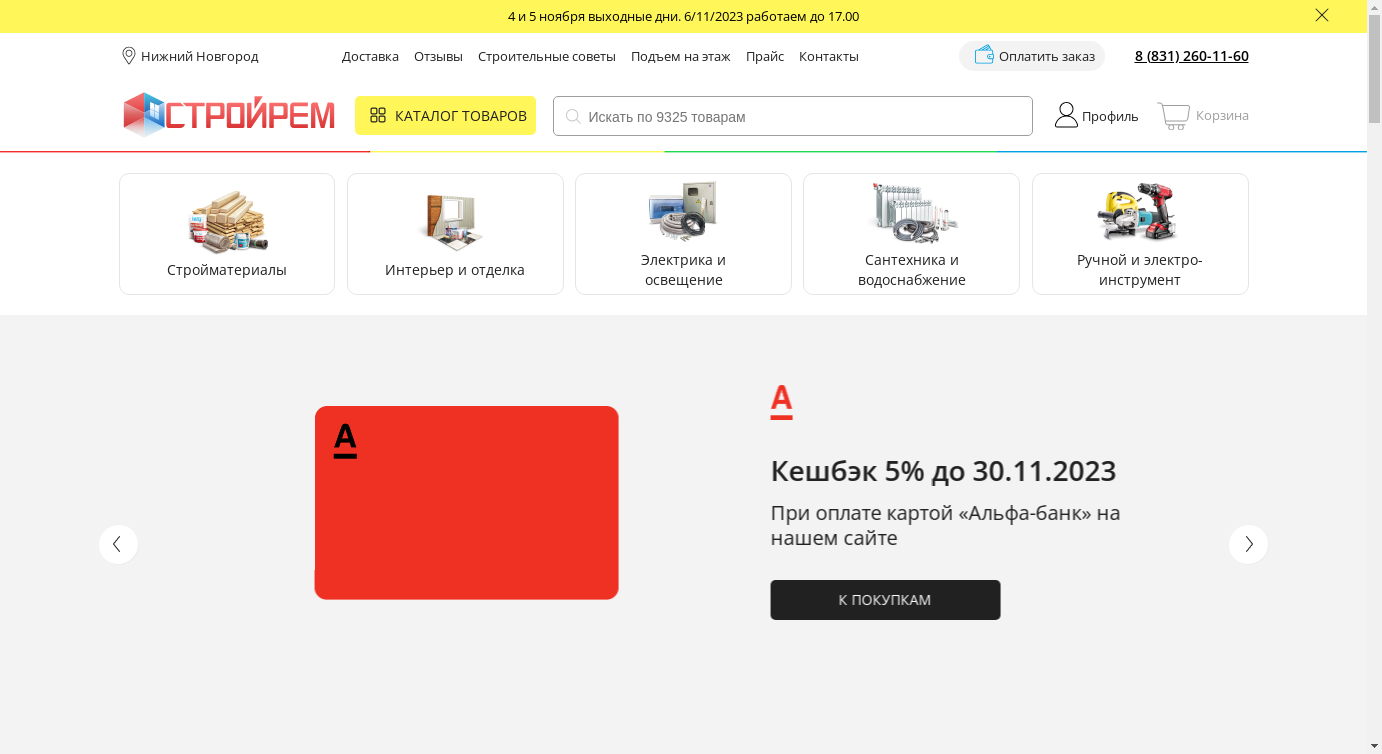 4 и 5 ноября выходные дни. 6/11/2023 работаем до 17.00
Нижний Новгород
Доставка Отзывы Строительные советы Подъем на этаж Прайс Контакты
Оплатить заказ
8 (831) 260-11-60
СТРОЙРЕМ
КАТАЛОГ ТОВАРОВ
Искать по 9325 товарам
Профиль
Корзина
Стройматериалы
Интерьер и отделка
Электрика и
освещение
Сантехника и
водоснабжение
Ручной и электро-
инструмент
А
А
Кешбэк 5% до 30.11.2023
При оплате картой «Альфа-банк» на
нашем сайте
К ПОКУПКАМ